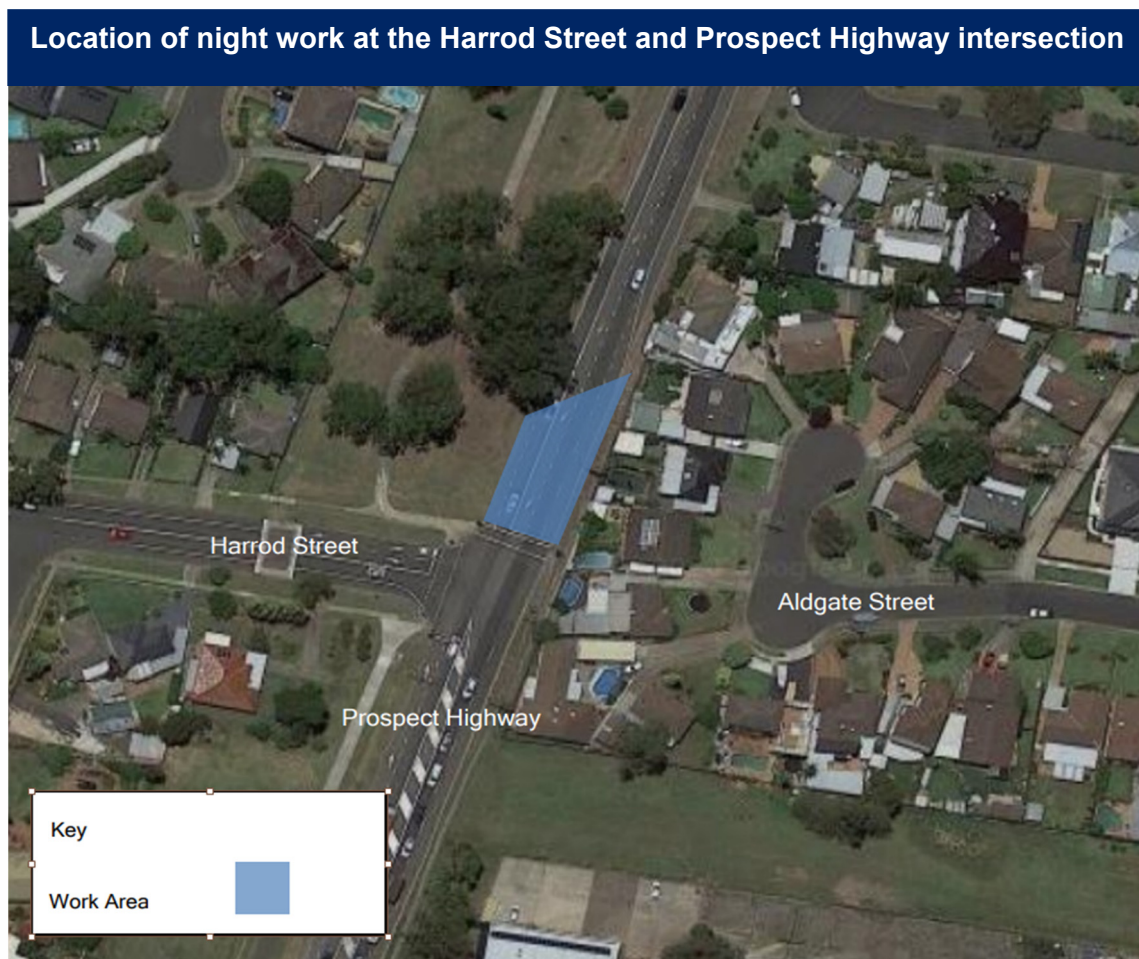 Location of night work at the Harrod Street and Prospect Highway intersection
Harrod Street
Aldgate Street
Prospect Highway
Key
Work Area